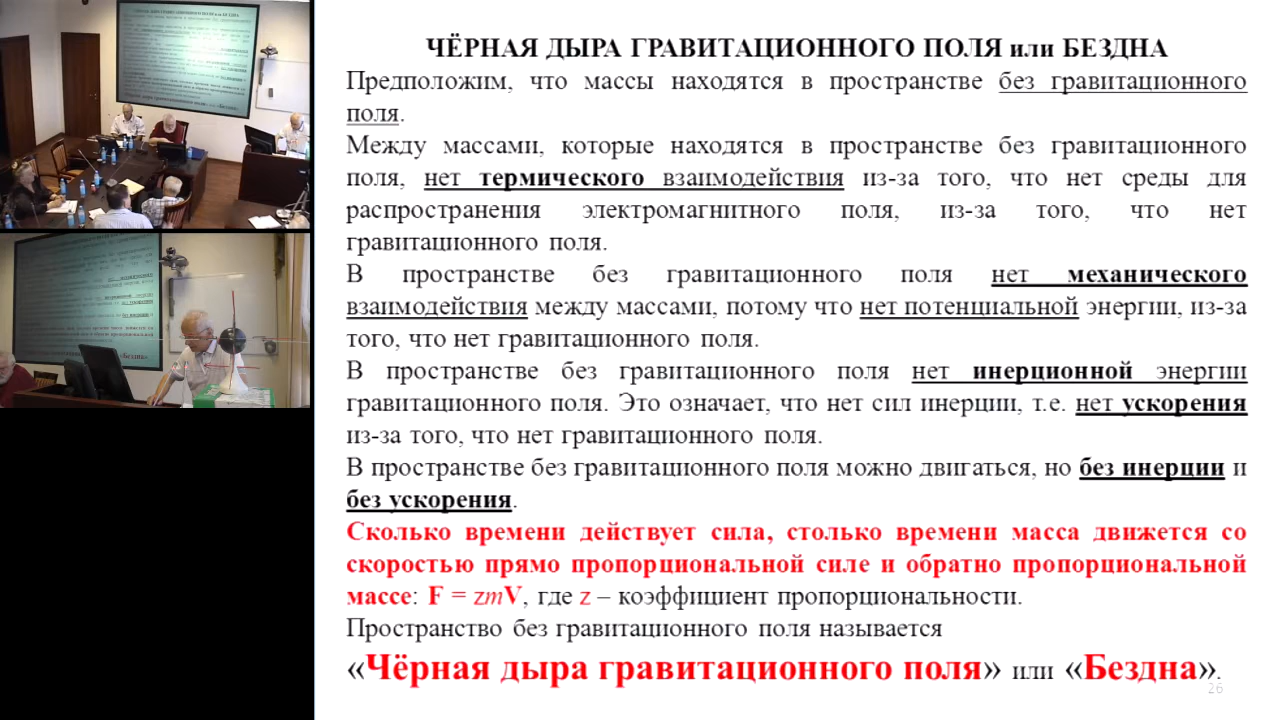 ЧЁРНАЯ ДЫРА ГРАВИТАЦИОННОГО ПОЛЯ или БЕЗДНА
Предположим, что массы находятся в пространстве без гравитационного
поля.
Между массами, которые находятся в пространстве без гравитационного
поля, нет термического взаимодействия из-за того, что нет среды для
распространения электромагнитного поля, из-за того, что нет
гравитационного поля.
В пространстве без гравитационного поля нет механического
взаимодействия между массами, потому что нет потенциальной энергии, из-за
того, что нет гравитационного поля.
В пространстве без гравитационного поля нет инерционной энергии
гравитационного поля. Это означает, что нет сил инерции, т.е. нет ускорения
из-за того, что нет гравитационного поля.
В пространстве без гравитационного поля можно двигаться, но без инерции и
без ускорения.
Сколько времени действует сила, столько времени масса движется со
скоростью прямо пропорциональной силе и обратно пропорциональной
массе: F = zmV, где z – коэффициент пропорциональности.
Пространство без гравитационного поля называется
«Чёрная дыра гравитационного поля» или «Бездна».
26